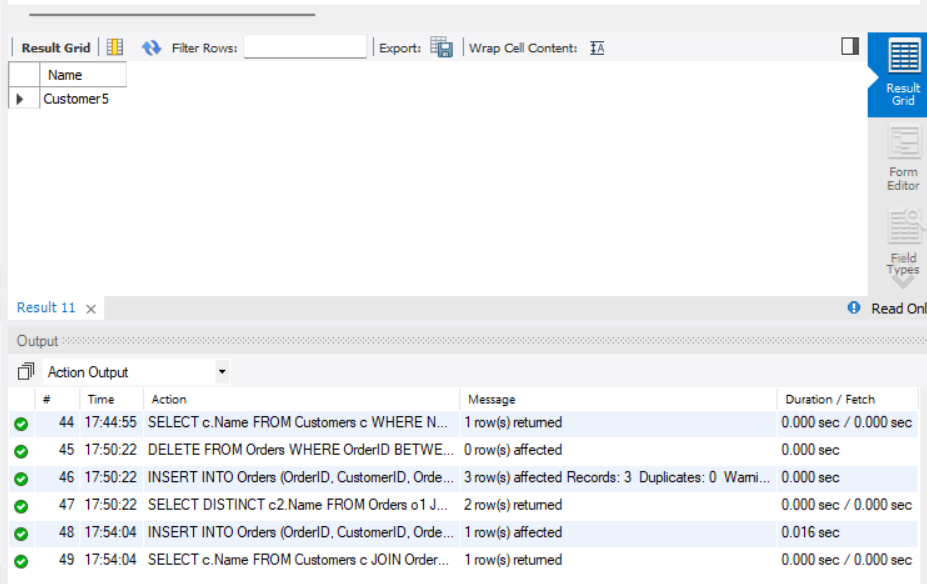 Result Grid Filter Rows: Export: Wrap Cell Content: IA
Name
Customer5
Result
Grid
Form
Editor
Field
Types
Result 11 × Read Onl
Output
Action Output
# Time Action Message Duration / Fetch
44 17:44:55 SELECT c.Name FROM Customers c WHERE N... 1 row(s) returned 0.000 sec / 0.000 sec
45 17:50:22 DELETE FROM Orders WHERE OrderID BETWE... 0 row(s) affected 0.000 sec
46 17:50:22 INSERT INTO Orders (OrderID, CustomerID, Orde... 3 row(s) affected Records: 3 Duplicates: 0 Warni... 0.000 sec
47 17:50:22 SELECT DISTINCT c2.Name FROM Orders o1 J... 2 row(s) returned 0.000 sec / 0.000 sec
48 17:54:04 INSERT INTO Orders (OrderID, CustomerID, Orde... 1 row(s) affected 0.016 sec
49 17:54:04 SELECT c.Name FROM Customers c JOIN Order... 1 row(s) returned 0.000 sec / 0.000 sec